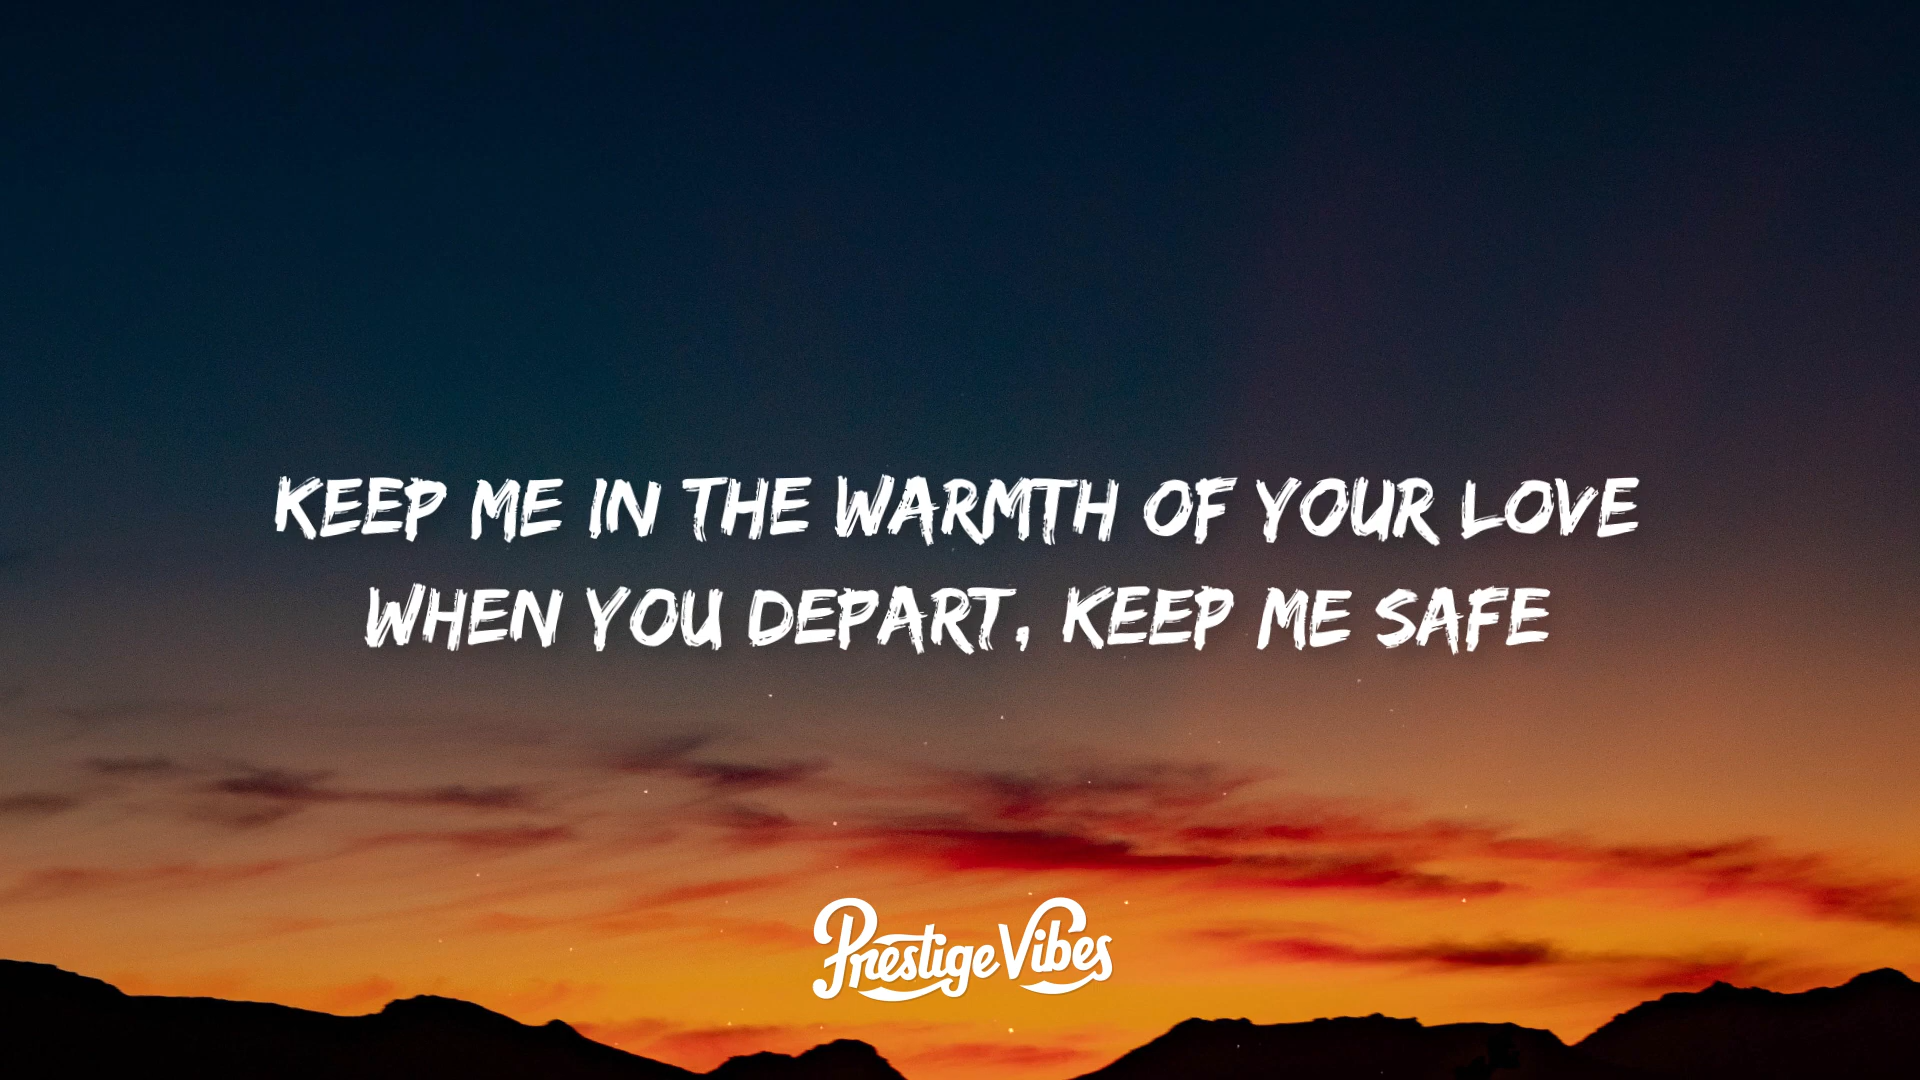 KEEP ME IN THE WARMTH OF YOUR LOVE
WHEN YOU DEPART, KEEP ME SAFE
Prestige Vibes